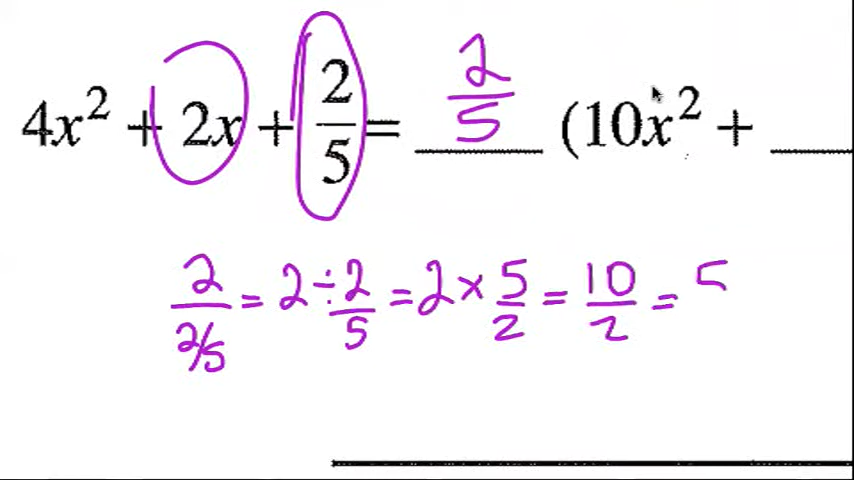 4x² + 2x + 2/5 = 2/5 (10x² + ___
2/(2/5) = 2 ÷ 2/5 = 2 × 5/2 = 10/2 = 5